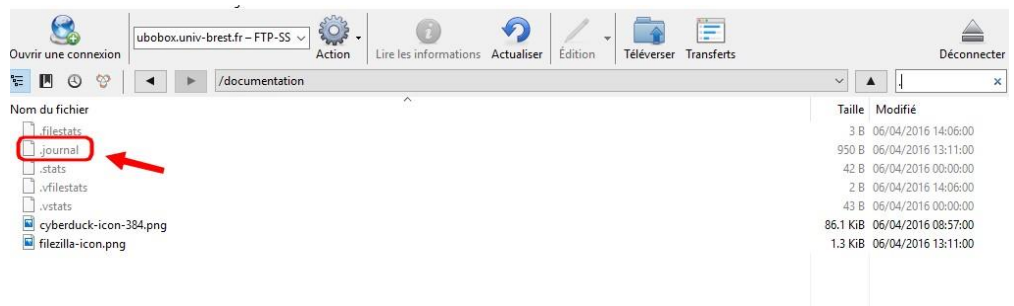 ubobox.univ-brest.fr – FTP-SS
Ouvrir une connexion Action Lire les informations Actualiser Édition Téléverser Transferts Déconnecter
/documentation .
Nom du fichier Taille Modifié
.filestats 3 B 06/04/2016 14:06:00
.journal 950 B 06/04/2016 13:11:00
.stats 42 B 06/04/2016 00:00:00
.vfilestats 2 B 06/04/2016 14:06:00
.vstats 43 B 06/04/2016 00:00:00
cyberduck-icon-384.png 86.1 KiB 06/04/2016 08:57:00
filezilla-icon.png 1.3 KiB 06/04/2016 13:11:00